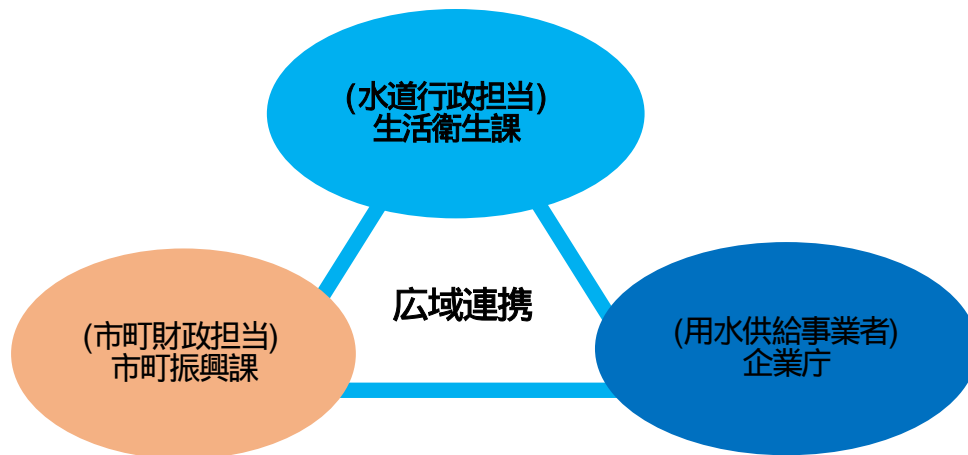 (水道行政担当)
生活衛生課
広域連携
(市町財政担当)
市町振興課
(用水供給事業者)
企業庁